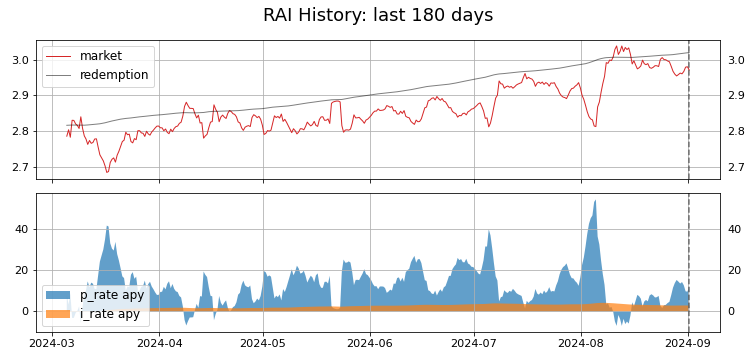 RAI History: last 180 days
market
redemption
3.0 3.0
2.9 2.9
2.8 2.8
2.7 2.7
40 40
20 20
0 0
p_rate apy
i_rate apy
2024-03 2024-04 2024-05 2024-06 2024-07 2024-08 2024-09